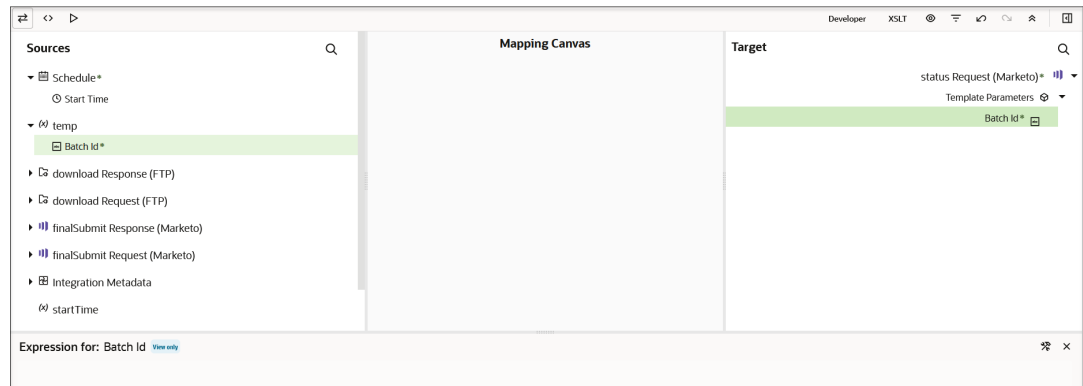 Developer XSLT
Sources
Mapping Canvas
Target
Schedule*
Start Time
(x) temp
Batch Id*
download Response (FTP)
download Request (FTP)
finalSubmit Response (Marketo)
finalSubmit Request (Marketo)
Integration Metadata
(x) startTime
status Request (Marketo)*
Template Parameters
Batch Id*
Expression for: Batch Id View only